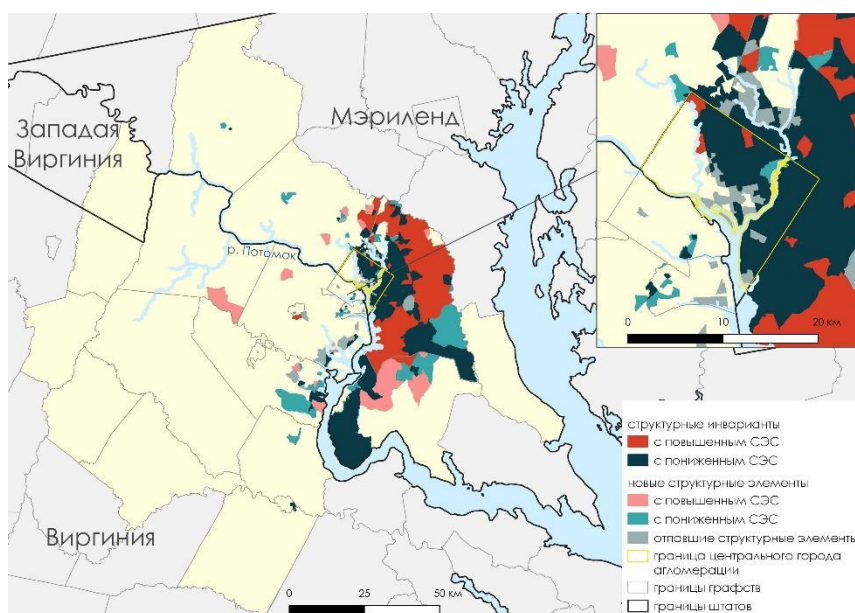 Мэриленд
Западая
Виргиния
р. Потомак
Виргиния
0 25 50 км
0 10 20 км
структурные инварианты
с повышенным СЭС
с пониженным СЭС
новые структурные элементы
с повышенным СЭС
с пониженным СЭС
отпавшие структурные элементы
граница центрального города
агломерации
границы графств
границы штатов